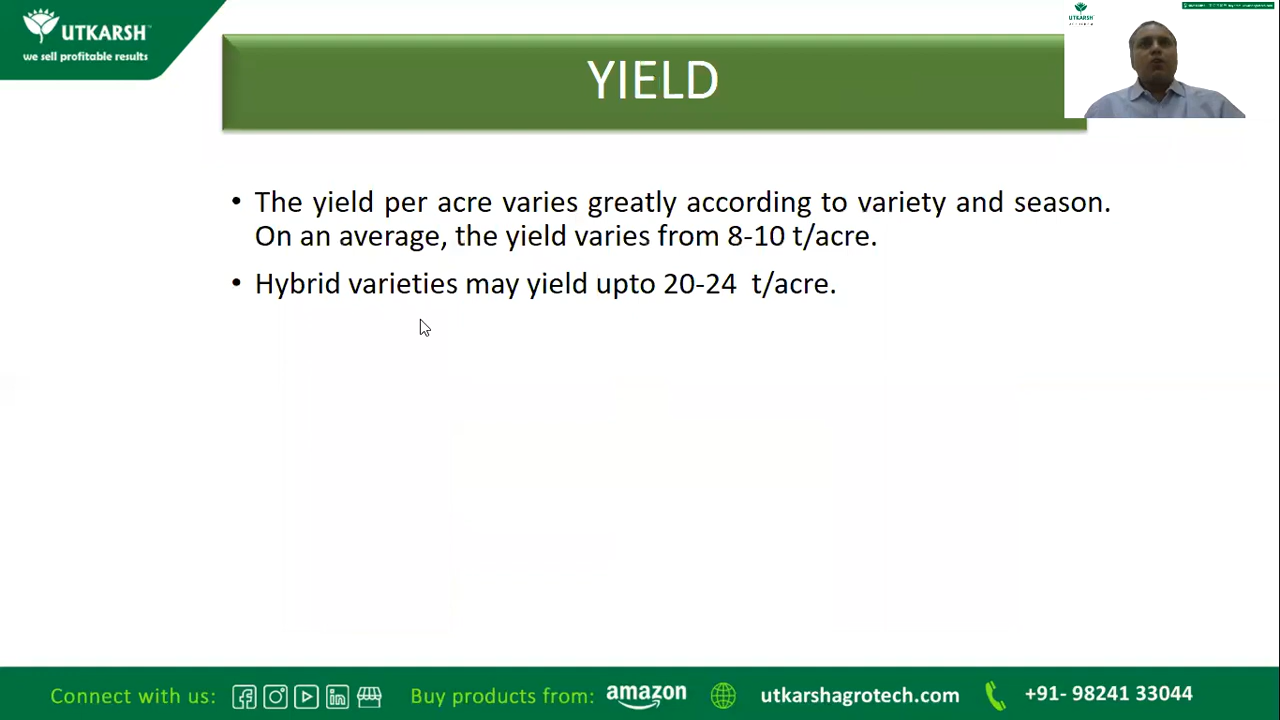 UTKARSH™
we sell profitable results
YIELD
UTKARSH
• The yield per acre varies greatly according to variety and season.
On an average, the yield varies from 8-10 t/acre.
• Hybrid varieties may yield upto 20-24 t/acre.
Connect with us: Buy products from: amazon utkarshagrotech.com +91- 98241 33044